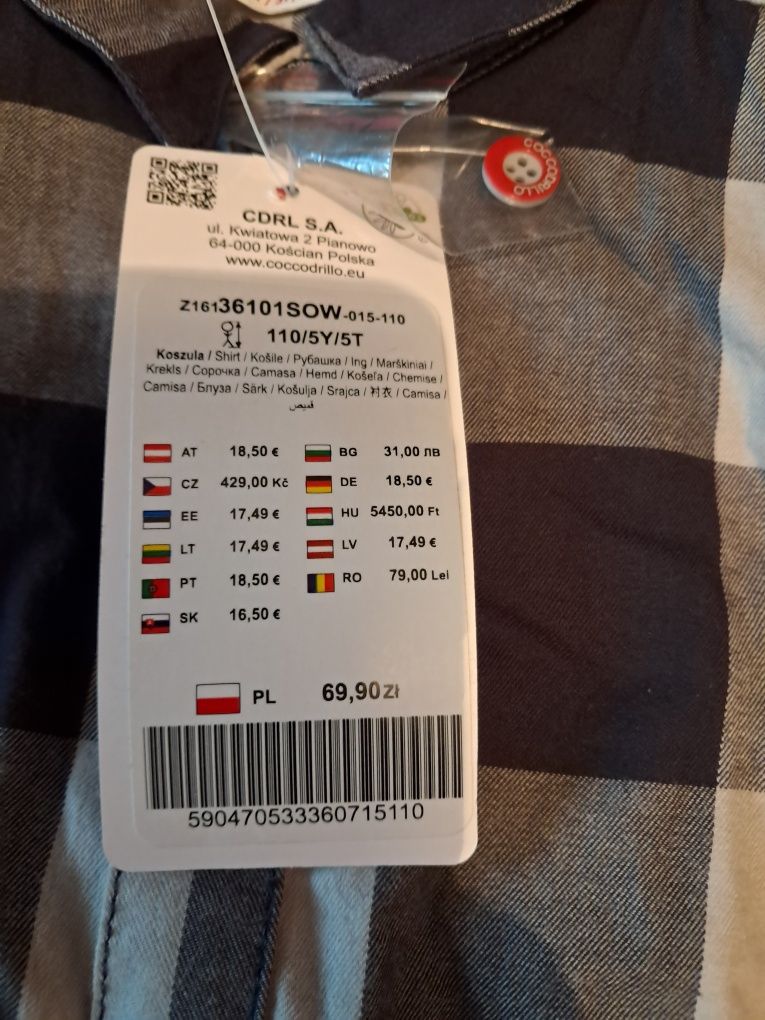 COCCODRILLO
CDRL S.A.
ul. Kwiatowa 2 Pianowo
64-000 Kościan Polska
www.coccodrillo.eu
Z16136101SOW-015-110
110/5Y/5T
Koszula / Shirt / Košile / Рубашка / Ing / Marškiniai /
Krekls / Сорочка / Camasa / Hemd / Košeľa / Chemise /
Camisa / Блуза / Särk / Košulja / Srajca / 衬衣 / Camisa /
قميص
AT 18,50 € BG 31,00 ЛВ
CZ 429,00 Kč DE 18,50 €
EE 17,49 € HU 5450,00 Ft
LT 17,49 € LV 17,49 €
PT 18,50 € RO 79,00 Lei
SK 16,50 €
PL 69,90 Zł
590470533360715110